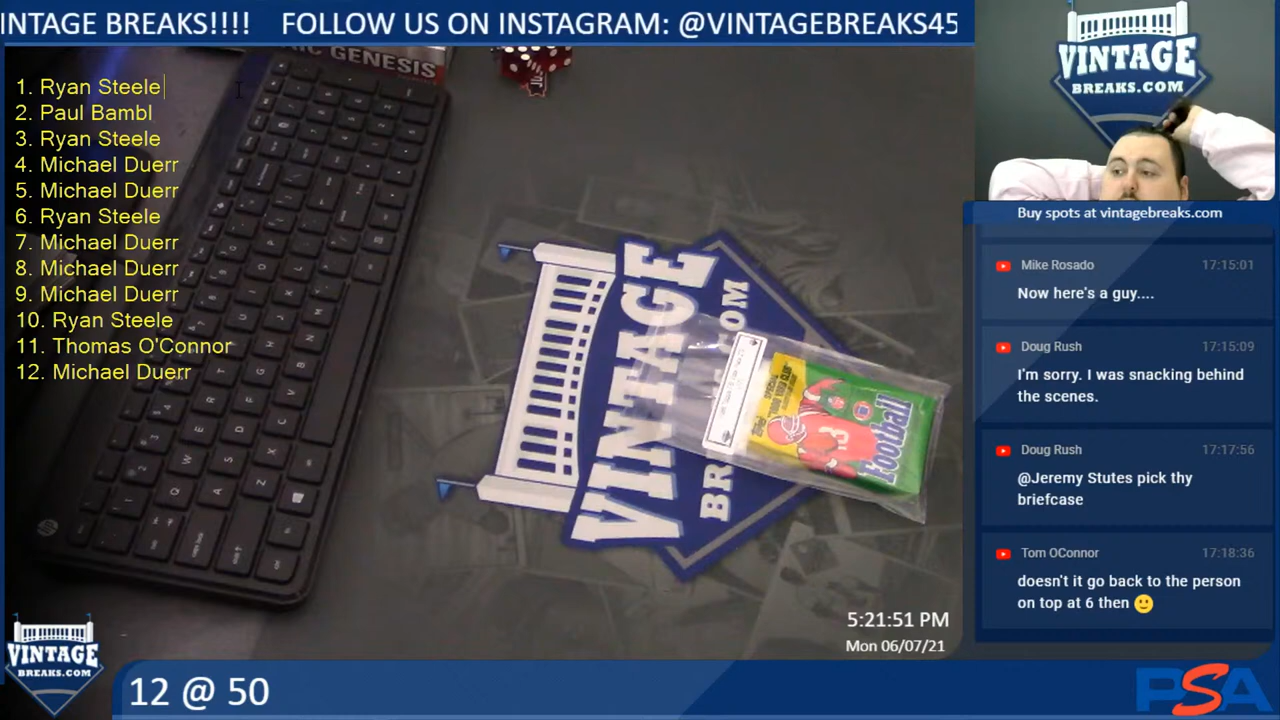 INTAGE BREAKS!!!! FOLLOW US ON INSTAGRAM: @VINTAGEBREAKS45
GENESIS
1. Ryan Steele
2. Paul Bambl
3. Ryan Steele
4. Michael Duerr
5. Michael Duerr
6. Ryan Steele
7. Michael Duerr
8. Michael Duerr
9. Michael Duerr
10. Ryan Steele
11. Thomas O'Connor
12. Michael Duerr
VINTAGE
BREAKS.COM
Buy spots at vintagebreaks.com
Mike Rosado 17:15:01
Now here's a guy....
Doug Rush 17:15:09
I'm sorry. I was snacking behind
the scenes.
Doug Rush 17:17:56
@Jeremy Stutes pick thy
briefcase
Tom OConnor 17:18:36
doesn't it go back to the person
on top at 6 then 🙂
VINTAGE
BR
OM
Football
5:21:51 PM
Mon 06/07/21
VINTAGE
BREAKS.COM
12 @ 50
PSA